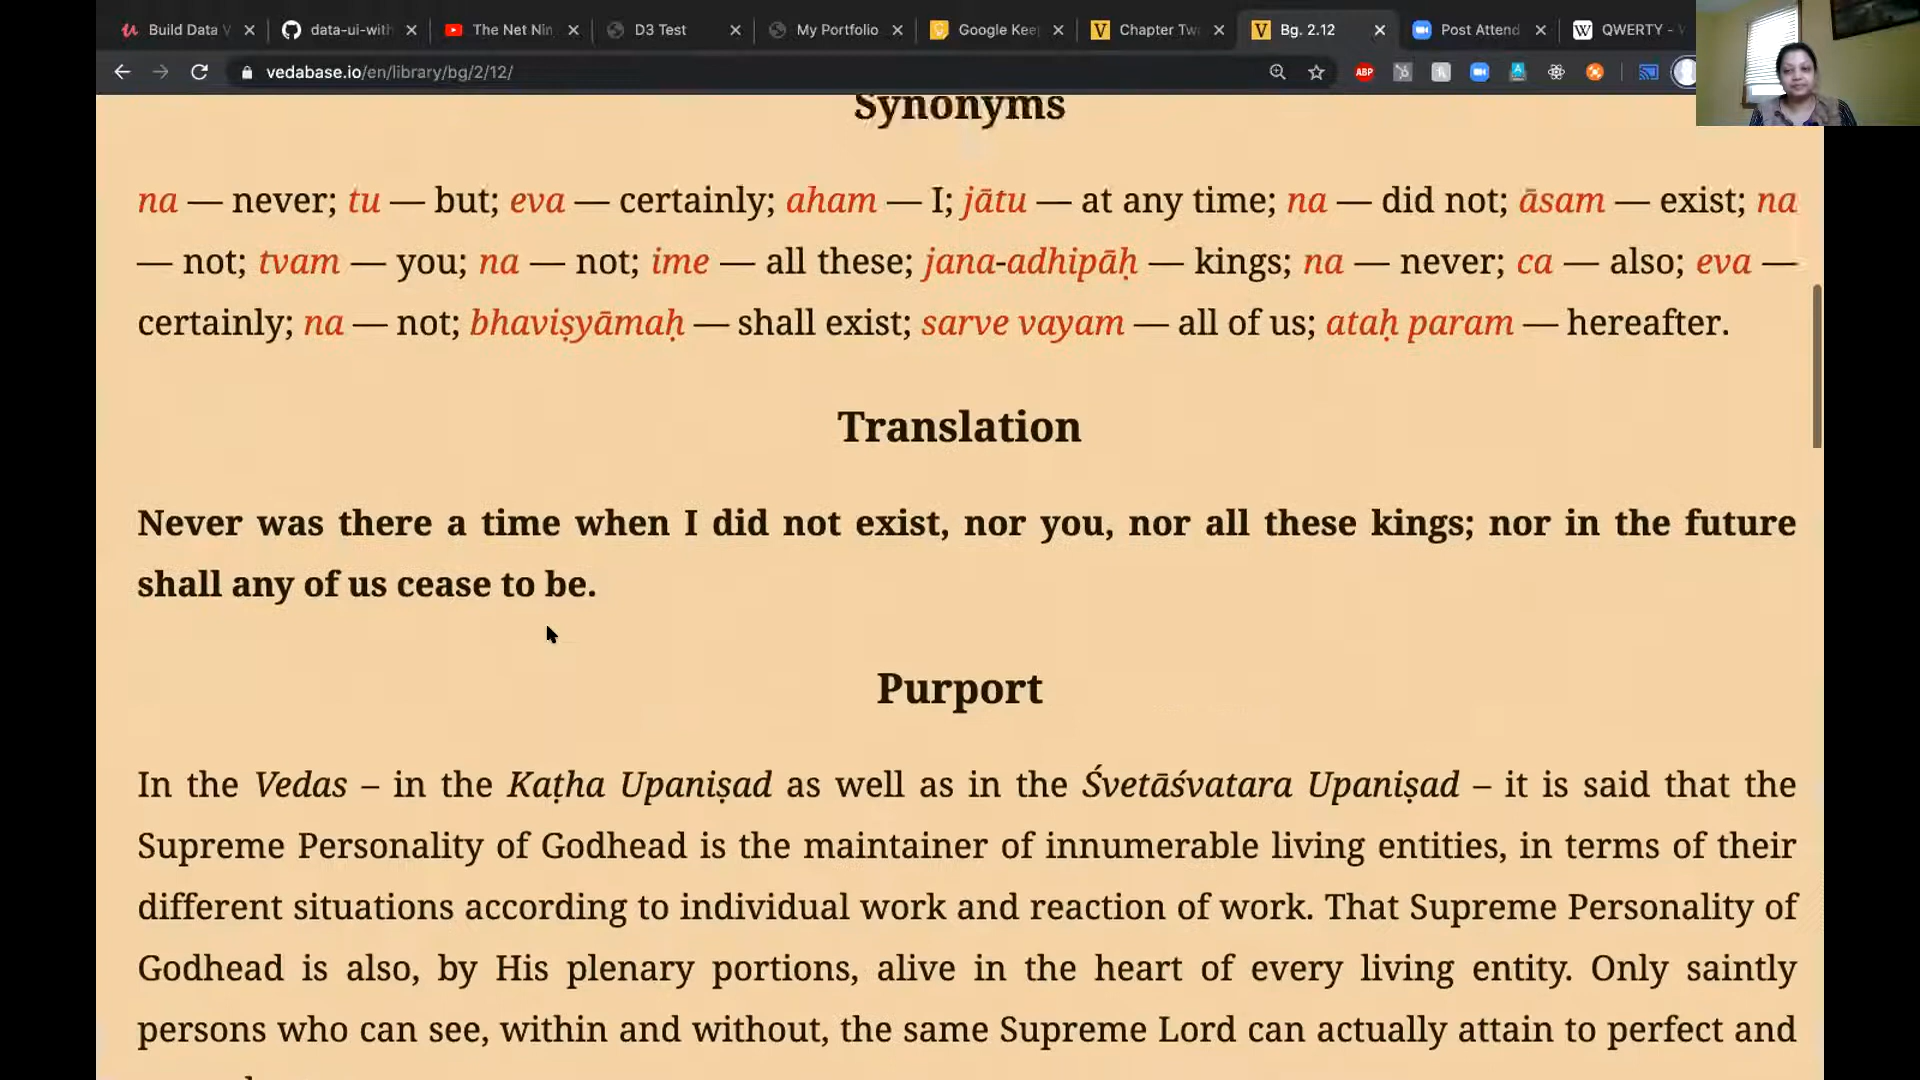 Build Data V
data-ui-with
The Net Nin
D3 Test
My Portfolio
Google Kee
Chapter Tw
Bg. 2.12
Post Attend
QWERTY -
vedabase.io/en/library/bg/2/12/
ABP
Synonyms
na — never; tu — but; eva — certainly; aham — I; jātu — at any time; na — did not; āsam — exist; na
— not; tvam — you; na — not; ime — all these; jana-adhipāḥ — kings; na — never; ca — also; eva —
certainly; na — not; bhaviṣyāmaḥ — shall exist; sarve vayam — all of us; ataḥ param — hereafter.
Translation
Never was there a time when I did not exist, nor you, nor all these kings; nor in the future
shall any of us cease to be.
Purport
In the Vedas – in the Kaṭha Upaniṣad as well as in the Śvetāśvatara Upaniṣad – it is said that the
Supreme Personality of Godhead is the maintainer of innumerable living entities, in terms of their
different situations according to individual work and reaction of work. That Supreme Personality of
Godhead is also, by His plenary portions, alive in the heart of every living entity. Only saintly
persons who can see, within and without, the same Supreme Lord can actually attain to perfect and